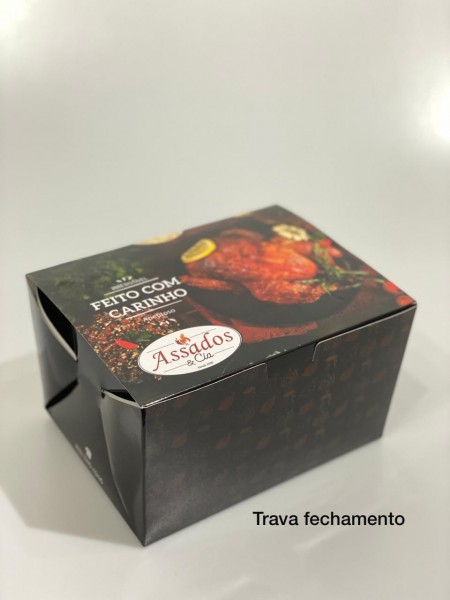 FEITO COM
CARINHO
Assados
& Cia
Trava fechamento